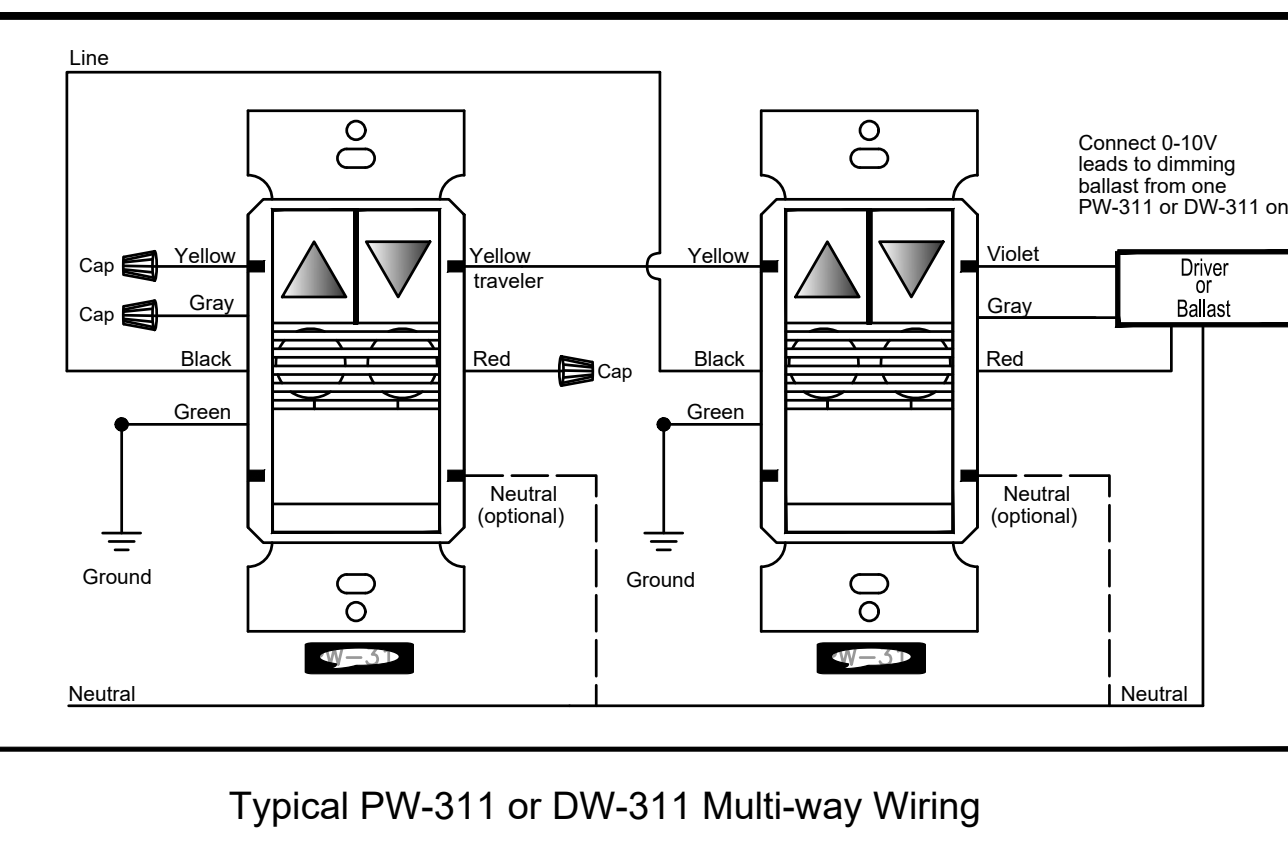 Line
Connect 0-10V
leads to dimming
ballast from one
PW-311 or DW-311 on
Cap
Yellow
Yellow
traveler
Yellow
Violet
Driver
or
Ballast
Cap
Gray
Gray
Black
Red
Cap
Black
Red
Green
Green
Neutral
(optional)
Neutral
(optional)
Ground
Ground
Neutral
Neutral
Typical PW-311 or DW-311 Multi-way Wiring